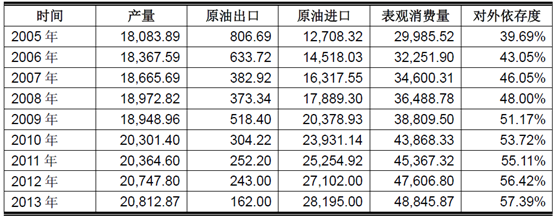 时间 产量 原油出口 原油进口 表观消费量 对外依存度
2005 年 18,083.89 806.69 12,708.32 29,985.52 39.69%
2006 年 18,367.59 633.72 14,518.03 32,251.90 43.05%
2007 年 18,665.69 382.92 16,317.55 34,600.31 46.05%
2008 年 18,972.82 373.34 17,889.30 36,488.78 48.00%
2009 年 18,948.96 518.40 20,378.93 38,809.50 51.17%
2010 年 20,301.40 304.22 23,931.14 43,868.33 53.72%
2011 年 20,364.60 252.20 25,254.92 45,367.32 55.11%
2012 年 20,747.80 243.00 27,102.00 47,606.80 56.42%
2013 年 20,812.87 162.00 28,195.00 48,845.87 57.39%